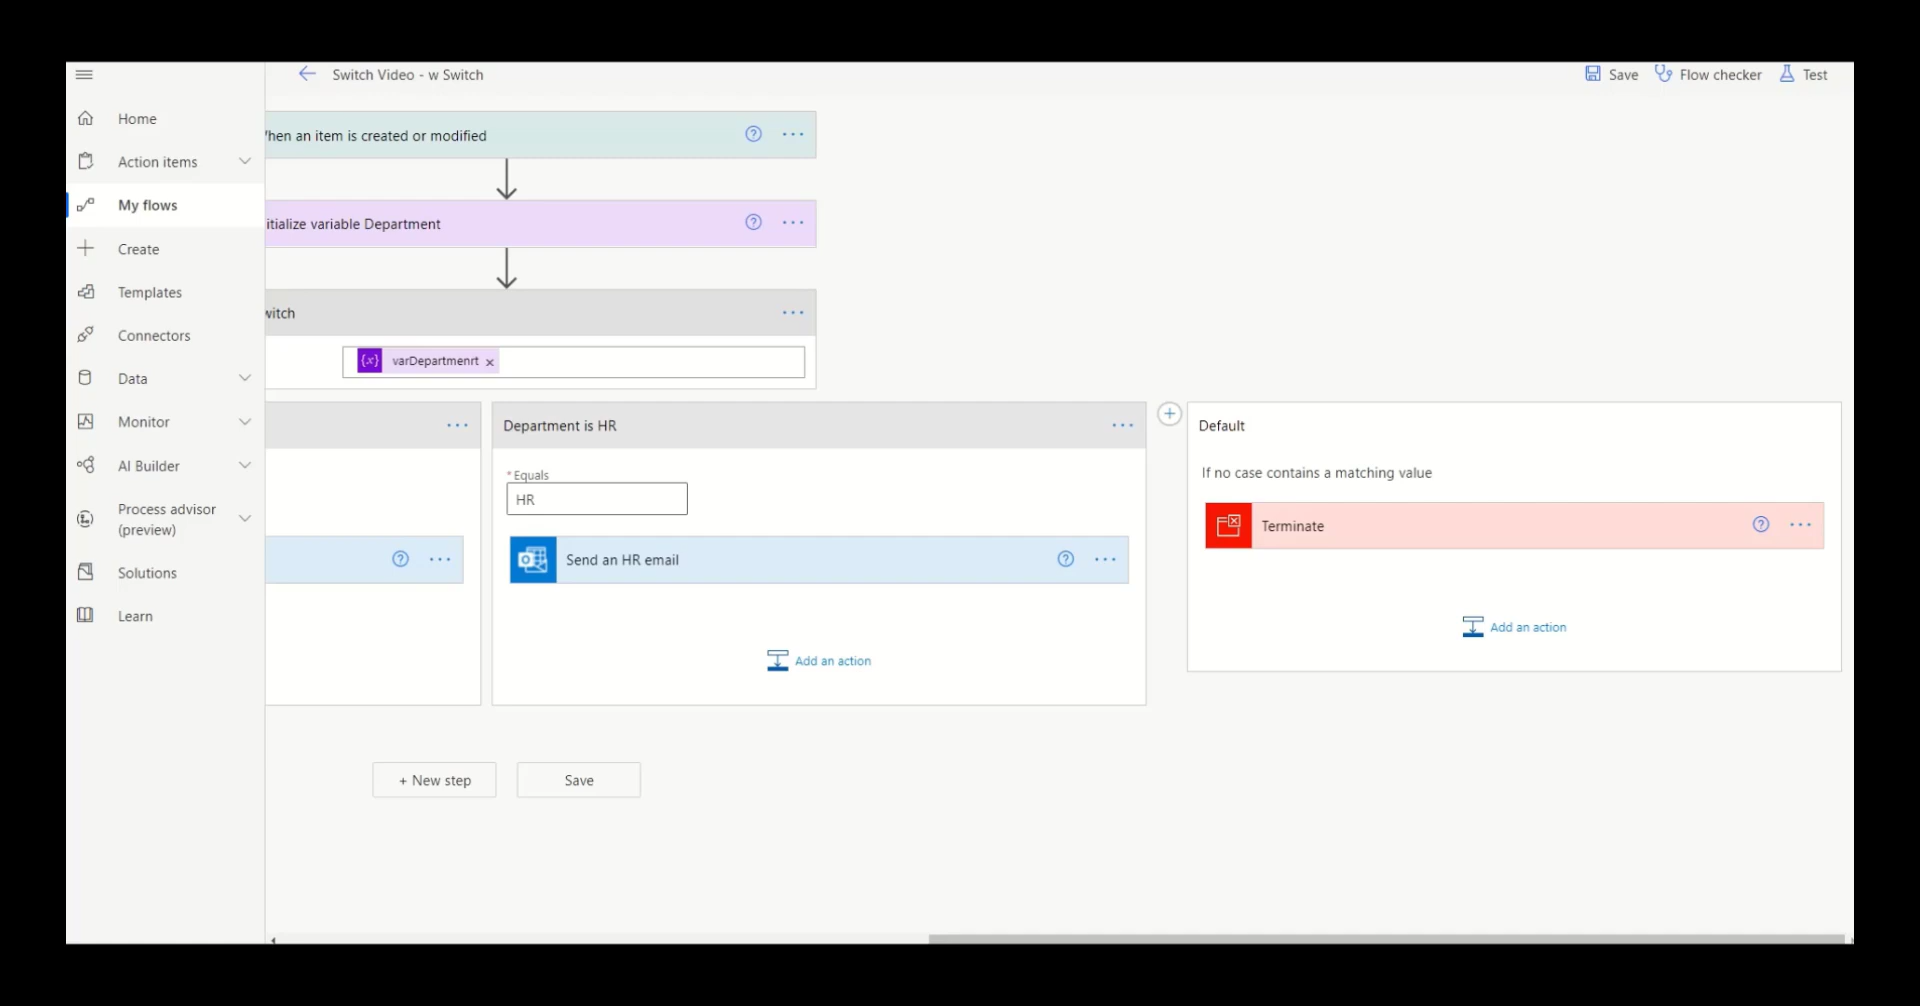 Switch Video - w Switch
Save
Flow checker
Test
Home
Action items
My flows
Create
Templates
Connectors
Data
Monitor
AI Builder
Process advisor
(preview)
Solutions
Learn
hen an item is created or modified
itialize variable Department
witch
{x} varDepartmenrt ×
Department is HR
* Equals
HR
Send an HR email
Add an action
Default
If no case contains a matching value
Terminate
Add an action
+ New step
Save